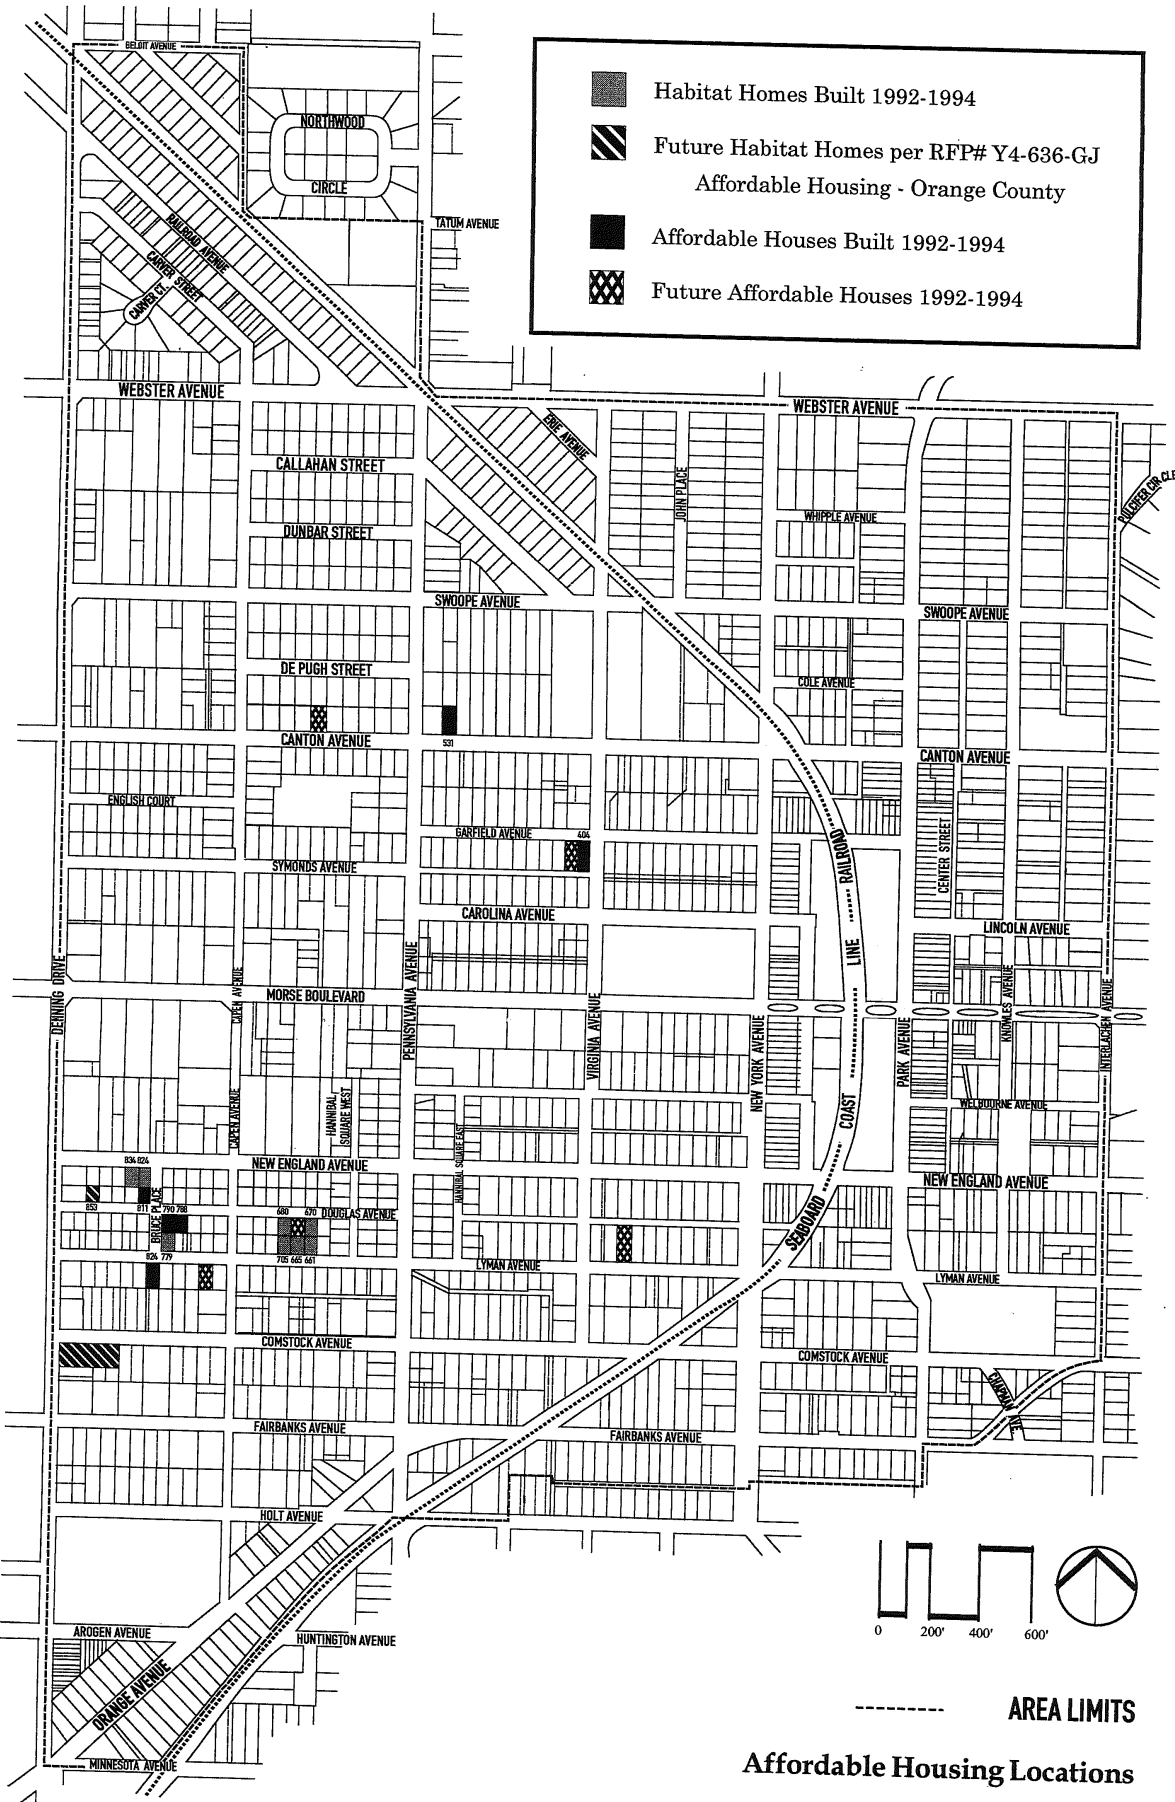 BELOIT AVENUE
NORTHWOOD
CIRCLE
TATUM AVENUE
RAILROAD AVENUE
CARVER STREET
CARVER CT.
Habitat Homes Built 1992-1994
Future Habitat Homes per RFP# Y4-636-GJ
Affordable Housing - Orange County
Affordable Houses Built 1992-1994
Future Affordable Houses 1992-1994
WEBSTER AVENUE
WEBSTER AVENUE
ERIE AVENUE
CALLAHAN STREET
JOHN PLACE
PULCIFER CIRCLE
WHIPPLE AVENUE
DUNBAR STREET
SWOOPE AVENUE
SWOOPE AVENUE
DE PUGH STREET
COLE AVENUE
CANTON AVENUE
531
CANTON AVENUE
ENGLISH COURT
GARFIELD AVENUE
404
CENTER STREET
SYMONDS AVENUE
CAROLINA AVENUE
LINCOLN AVENUE
DENNING DRIVE
CAPEN AVENUE
MORSE BOULEVARD
PENNSYLVANIA AVENUE
VIRGINIA AVENUE
NEW YORK AVENUE
SEABOARD COAST LINE RAILROAD
PARK AVENUE
KNOWLES AVENUE
INTERLACHEN AVENUE
CAPEN AVENUE
HANNIBAL
SQUARE WEST
HANNIBAL SQUARE EAST
WELBOURNE AVENUE
834 824
NEW ENGLAND AVENUE
NEW ENGLAND AVENUE
853
811
BRUCE PLACE
790 788
680
670
DOUGLAS AVENUE
824 779
705 665 661
LYMAN AVENUE
LYMAN AVENUE
COMSTOCK AVENUE
COMSTOCK AVENUE
CHAPMAN AVE
FAIRBANKS AVENUE
FAIRBANKS AVENUE
HOLT AVENUE
AROGEN AVENUE
HUNTINGTON AVENUE
ORANGE AVENUE
MINNESOTA AVENUE
0 200' 400' 600'
AREA LIMITS
Affordable Housing Locations